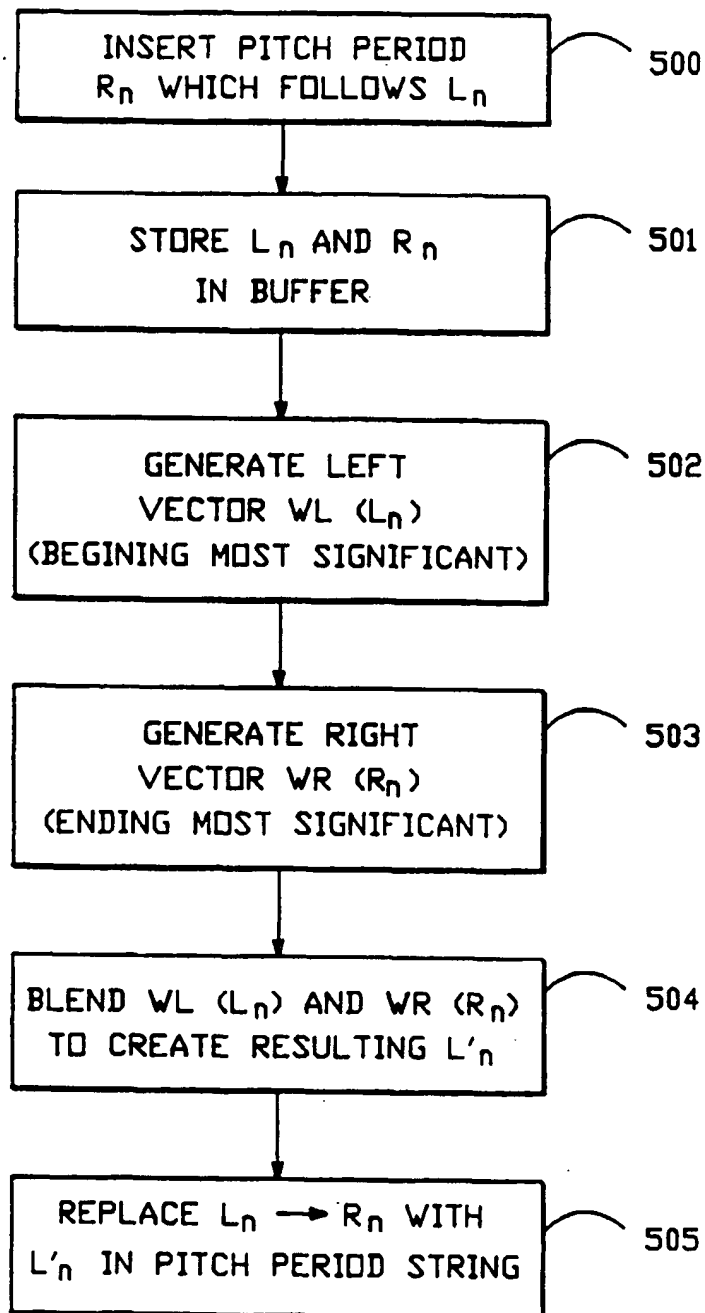 INSERT PITCH PERIOD
Rn WHICH FOLLOWS Ln
500
STORE Ln AND Rn
IN BUFFER
501
GENERATE LEFT
VECTOR WL (Ln)
(BEGINING MOST SIGNIFICANT)
502
GENERATE RIGHT
VECTOR WR (Rn)
(ENDING MOST SIGNIFICANT)
503
BLEND WL (Ln) AND WR (Rn)
TO CREATE RESULTING L'n
504
REPLACE Ln → Rn WITH
L'n IN PITCH PERIOD STRING
505